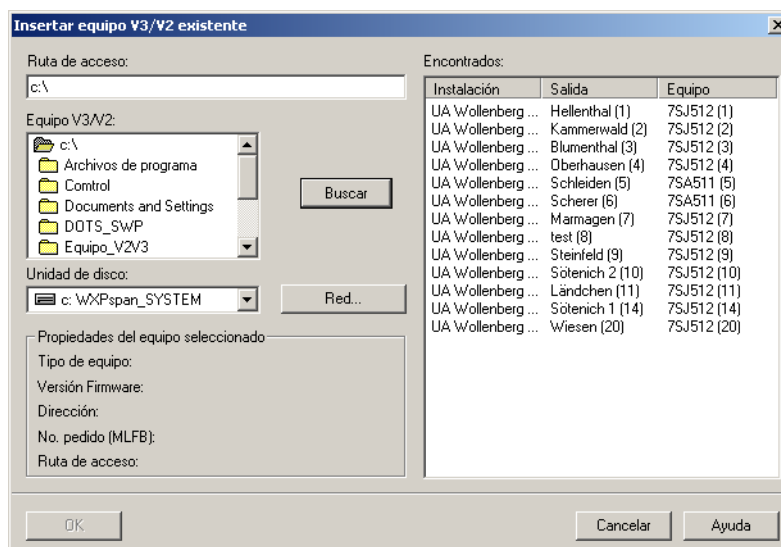 Insertar equipo V3/V2 existente
Ruta de acceso:
c:\
Equipo V3/V2:
c:\
Archivos de programa
Comtrol
Documents and Settings
DOTS_SWP
Equipo_V2V3
Buscar
Unidad de disco:
c: WXPspan_SYSTEM
Red...
Propiedades del equipo seleccionado
Tipo de equipo:
Versión Firmware:
Dirección:
No. pedido (MLFB):
Ruta de acceso:
Encontrados:
Instalación Salida Equipo
UA Wollenberg ... Hellenthal (1) 7SJ512 (1)
UA Wollenberg ... Kammerwald (2) 7SJ512 (2)
UA Wollenberg ... Blumenthal (3) 7SJ512 (3)
UA Wollenberg ... Oberhausen (4) 7SJ512 (4)
UA Wollenberg ... Schleiden (5) 7SA511 (5)
UA Wollenberg ... Scherer (6) 7SA511 (6)
UA Wollenberg ... Marmagen (7) 7SJ512 (7)
UA Wollenberg ... test (8) 7SJ512 (8)
UA Wollenberg ... Steinfeld (9) 7SJ512 (9)
UA Wollenberg ... Sötenich 2 (10) 7SJ512 (10)
UA Wollenberg ... Ländchen (11) 7SJ512 (11)
UA Wollenberg ... Sötenich 1 (14) 7SJ512 (14)
UA Wollenberg ... Wiesen (20) 7SJ512 (20)
OK
Cancelar
Ayuda